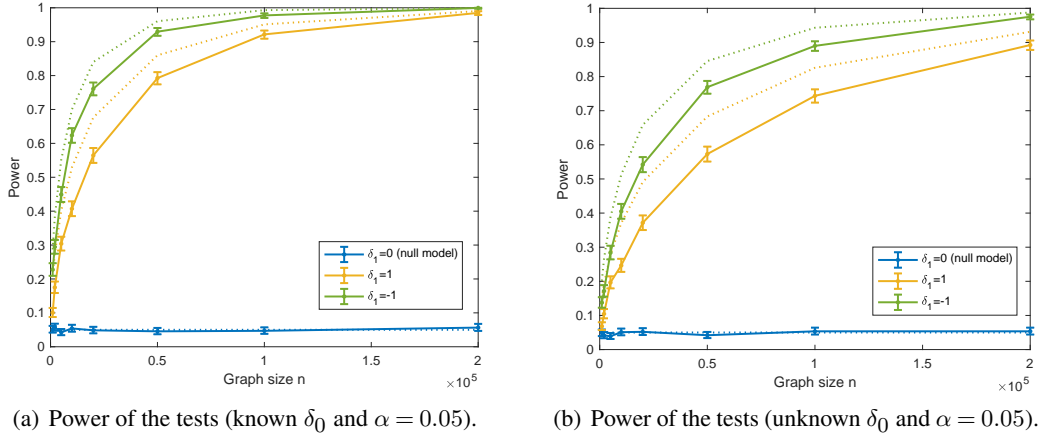 1
0.9
0.8
0.7
0.6
0.5
0.4
0.3
0.2
0.1
0
Power
δ₁=0 (null model)
δ₁=1
δ₁=-1
0 0.5 1 1.5 2
Graph size n
×10⁵
(a) Power of the tests (known δ₀ and α = 0.05).
1
0.9
0.8
0.7
0.6
0.5
0.4
0.3
0.2
0.1
0
Power
δ₁=0 (null model)
δ₁=1
δ₁=-1
0 0.5 1 1.5 2
Graph size n
×10⁵
(b) Power of the tests (unknown δ₀ and α = 0.05).